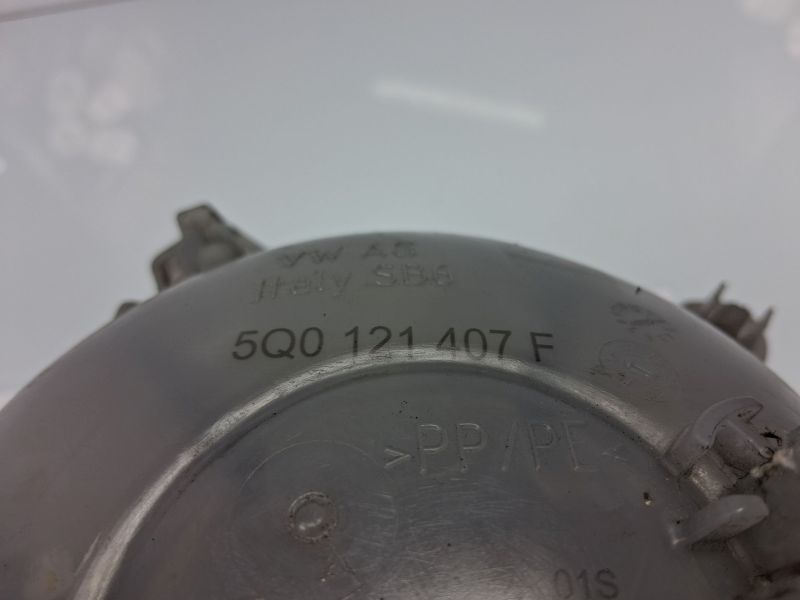 VW AG
Italy SB6
5Q0 121 407 F
>PP/PE<
01S